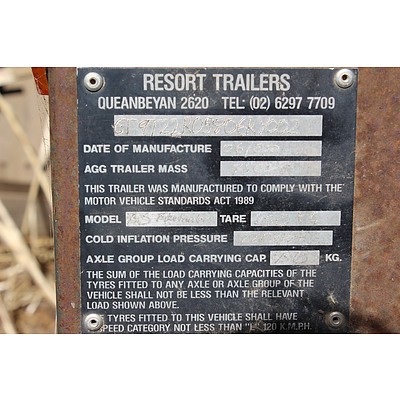 RESORT TRAILERS
QUEANBEYAN 2620 TEL: (02) 6297 7709
DATE OF MANUFACTURE
AGG TRAILER MASS
THIS TRAILER WAS MANUFACTURED TO COMPLY WITH THE
MOTOR VEHICLE STANDARDS ACT 1989
MODEL TARE
COLD INFLATION PRESSURE
AXLE GROUP LOAD CARRYING CAP. KG.
THE SUM OF THE LOAD CARRYING CAPACITIES OF THE
TYRES FITTED TO ANY AXLE OR AXLE GROUP OF THE
VEHICLE SHALL NOT BE LESS THAN THE RELEVANT
LOAD SHOWN ABOVE.
TYRES FITTED TO THIS VEHICLE SHALL HAVE
SPEED CATEGORY NOT LESS THAN "L" 120 K.M.P.H.